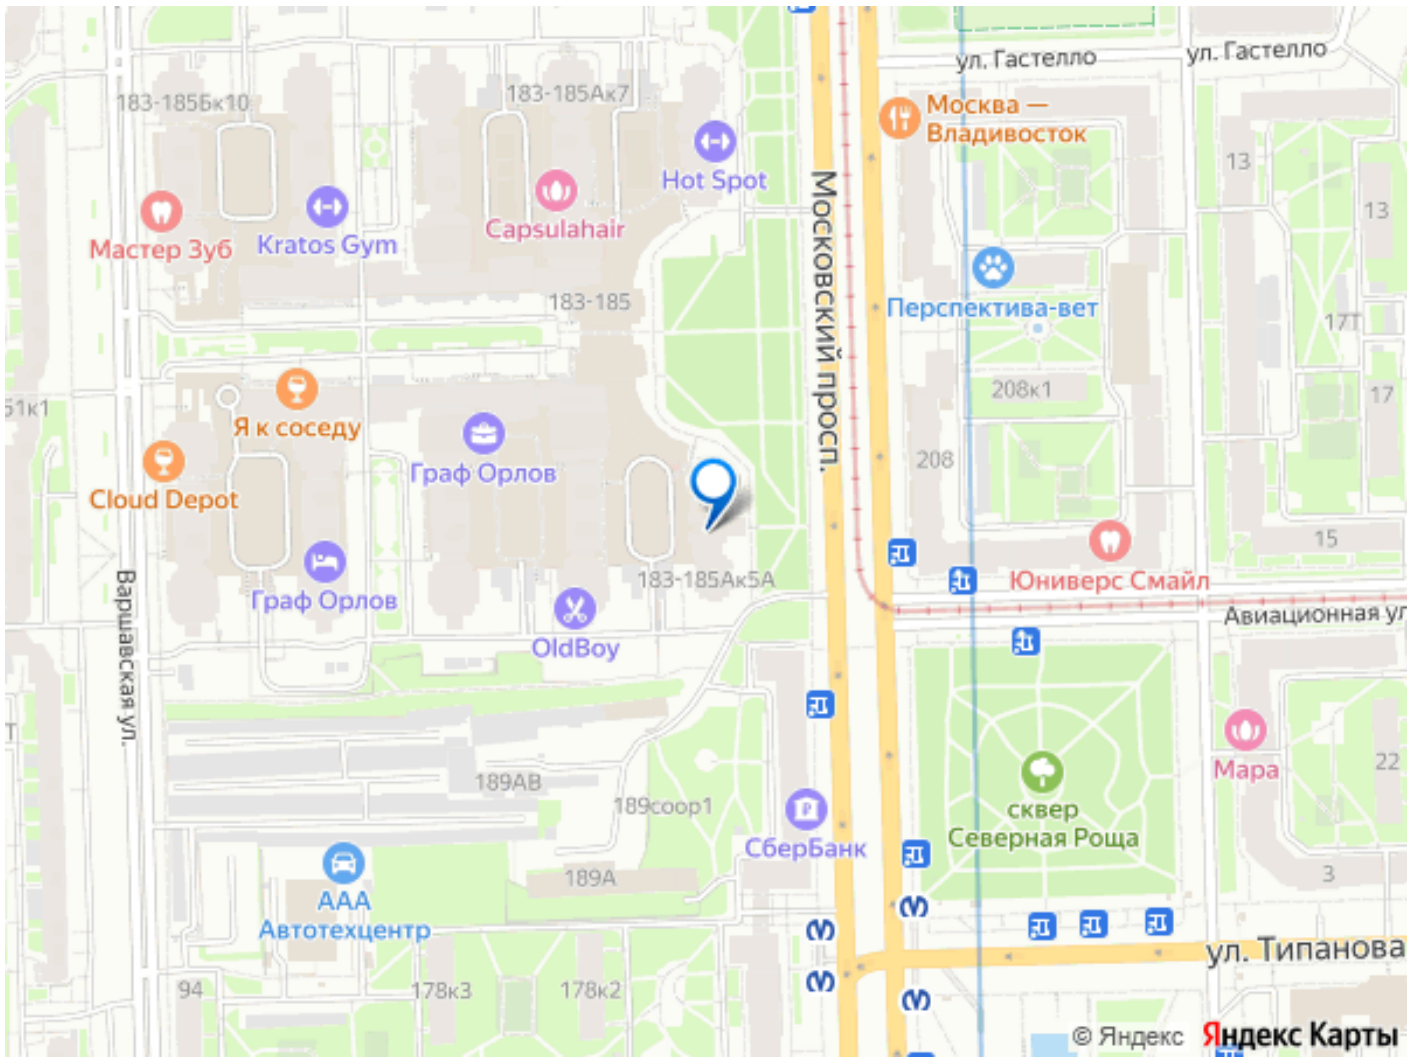 ул. Гастелло
ул. Гастелло
183-185Бк10
183-185Ак7
Москва —
Владивосток
13
Hot Spot
Capsulahair
Мастер Зуб
Kratos Gym
13
Московский просп.
183-185
Перспектива-вет
17Т
208к1
17
51к1
Я к соседу
Граф Орлов
208
Cloud Depot
15
183-185Ак5А
Юниверс Смайл
Граф Орлов
Авиационная ул
OldBoy
Варшавская ул.
Т
22
Мара
189АВ
189соор1
сквер
Северная Роща
СберБанк
189А
3
ААА
Автотехцентр
ул. Типанова
94
178к3
178к2
© Яндекс
Яндекс Карты